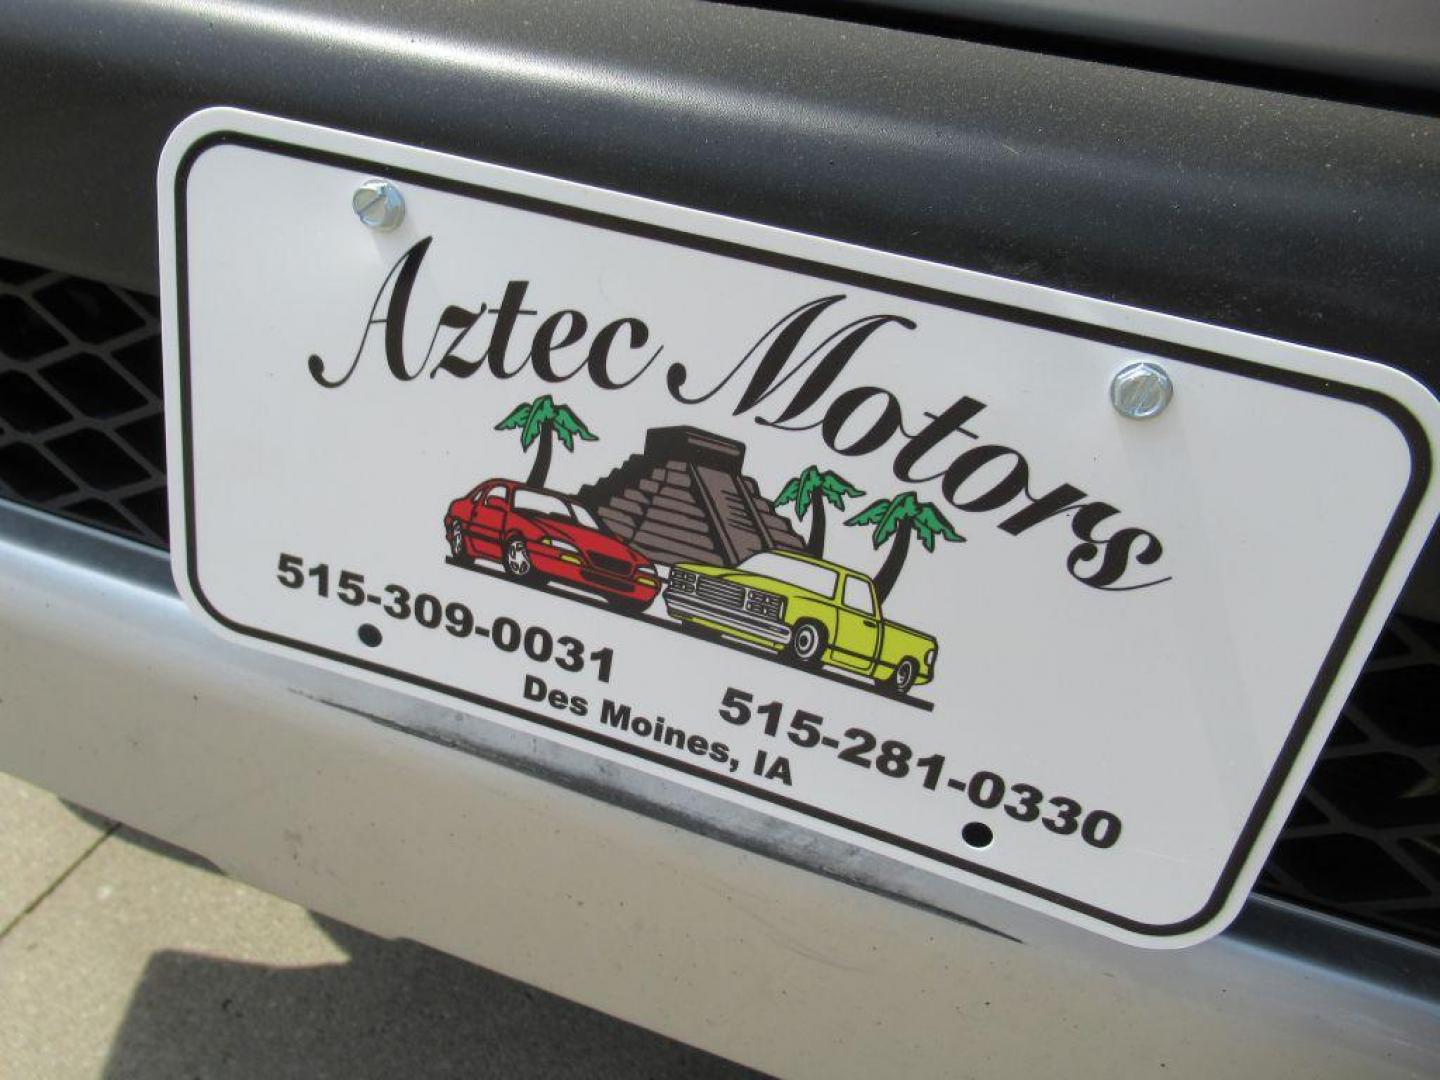 Aztec Motors
515-309-0031
515-281-0330
Des Moines, IA